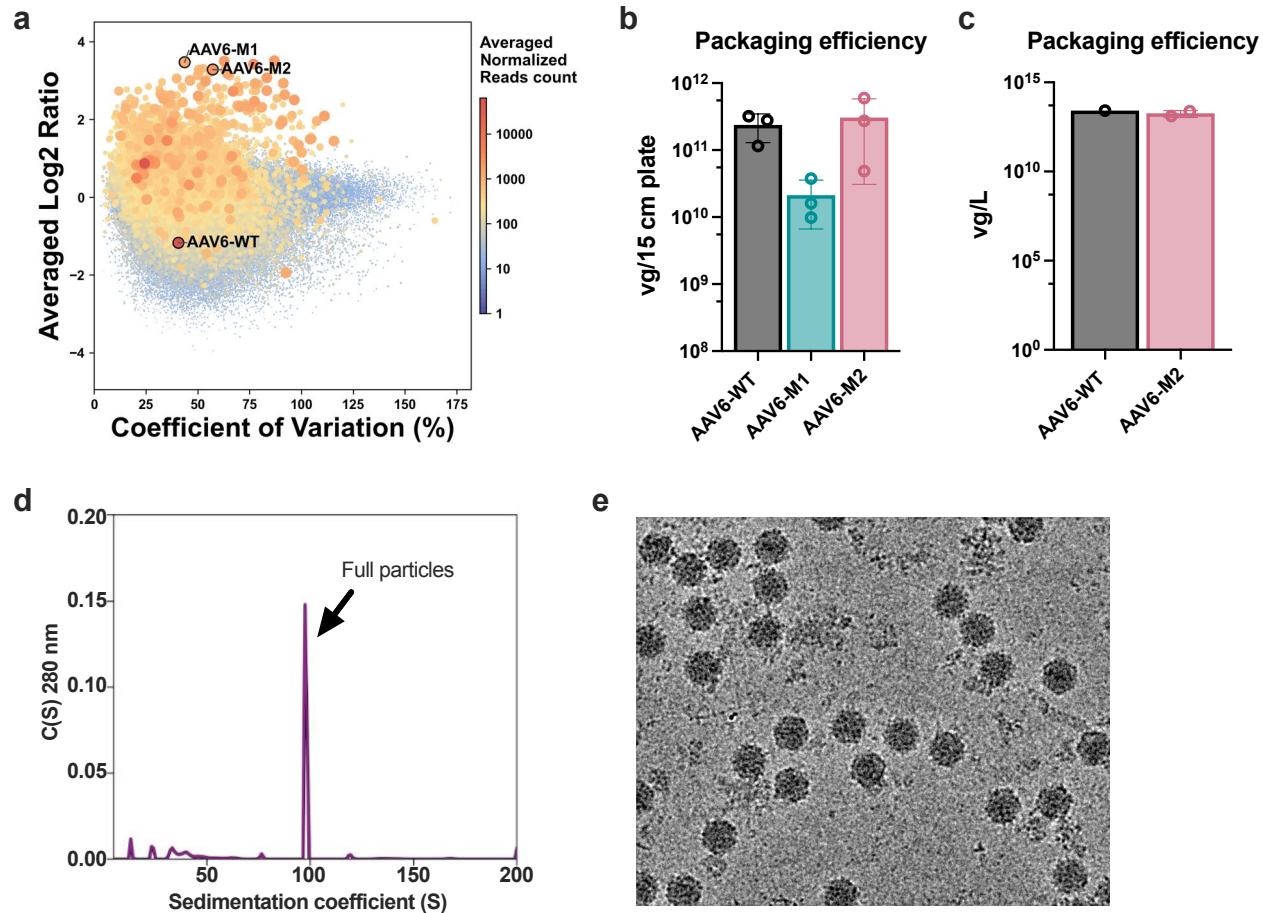 a
Averaged Log2 Ratio
4
2
0
−2
−4
AAV6-M1
AAV6-M2
AAV6-WT
0
25
50
75
100
125
150
175
Coefficient of Variation (%)
Averaged
Normalized
Reads count
10000
1000
100
10
1
b
Packaging efficiency
vg/15 cm plate
10¹²
10¹¹
10¹⁰
10⁹
10⁸
AAV6-WT
AAV6-M1
AAV6-M2
c
Packaging efficiency
vg/L
10¹⁵
10¹⁰
10⁵
10⁰
AAV6-WT
AAV6-M2
d
C(S) 280 nm
0.20
0.15
0.10
0.05
0.00
Full particles
50
100
150
200
Sedimentation coefficient (S)
e